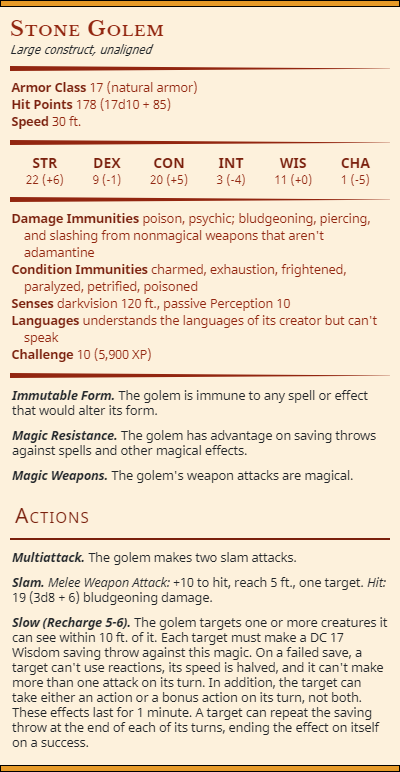 Stone Golem
Large construct, unaligned
Armor Class 17 (natural armor)
Hit Points 178 (17d10 + 85)
Speed 30 ft.
STR DEX CON INT WIS CHA
22 (+6) 9 (-1) 20 (+5) 3 (-4) 11 (+0) 1 (-5)
Damage Immunities poison, psychic; bludgeoning, piercing,
and slashing from nonmagical weapons that aren't
adamantine
Condition Immunities charmed, exhaustion, frightened,
paralyzed, petrified, poisoned
Senses darkvision 120 ft., passive Perception 10
Languages understands the languages of its creator but can't
speak
Challenge 10 (5,900 XP)
Immutable Form. The golem is immune to any spell or effect
that would alter its form.
Magic Resistance. The golem has advantage on saving throws
against spells and other magical effects.
Magic Weapons. The golem's weapon attacks are magical.
Actions
Multiattack. The golem makes two slam attacks.
Slam. Melee Weapon Attack: +10 to hit, reach 5 ft., one target. Hit:
19 (3d8 + 6) bludgeoning damage.
Slow (Recharge 5-6). The golem targets one or more creatures it
can see within 10 ft. of it. Each target must make a DC 17
Wisdom saving throw against this magic. On a failed save, a
target can't use reactions, its speed is halved, and it can't make
more than one attack on its turn. In addition, the target can
take either an action or a bonus action on its turn, not both.
These effects last for 1 minute. A target can repeat the saving
throw at the end of each of its turns, ending the effect on itself
on a success.